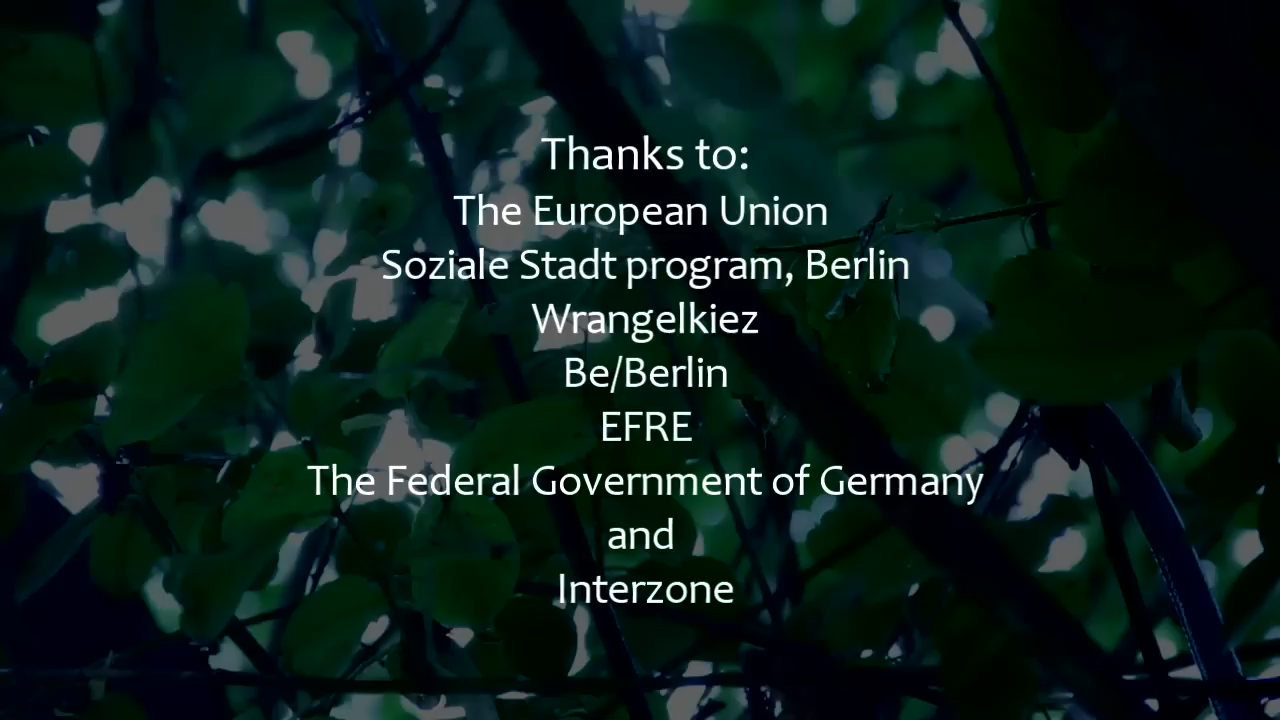 Thanks to:
The European Union
Soziale Stadt program, Berlin
Wrangelkiez
Be/Berlin
EFRE
The Federal Government of Germany
and
Interzone